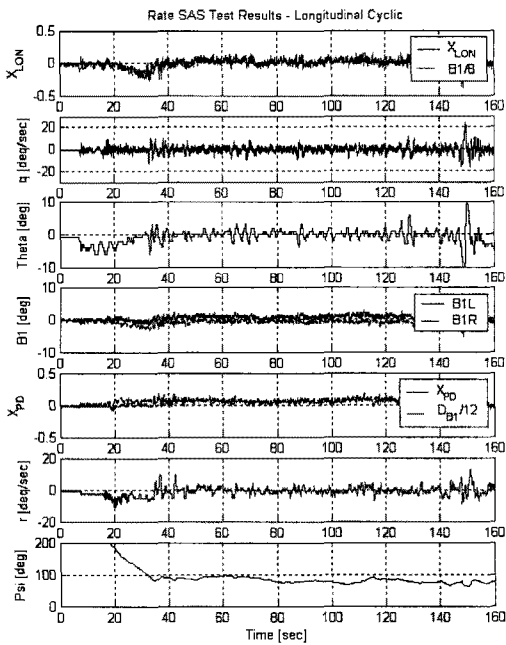 Rate SAS Test Results - Longitudinal Cyclic
0.5
X_LON
0
-0.5
X_LON
B1/8
0 20 40 60 80 100 120 140 160
20
q [deg/sec]
0
-20
0 20 40 60 80 100 120 140 160
10
Theta [deg]
0
-10
0 20 40 60 80 100 120 140 160
10
B1 [deg]
0
-10
B1L
B1R
0 20 40 60 80 100 120 140 160
0.5
X_PD
0
-0.5
X_PD
D_B1/12
0 20 40 60 80 100 120 140 160
20
r [deg/sec]
0
-20
0 20 40 60 80 100 120 140 160
200
Psi [deg]
100
0
0 20 40 60 80 100 120 140 160
Time [sec]